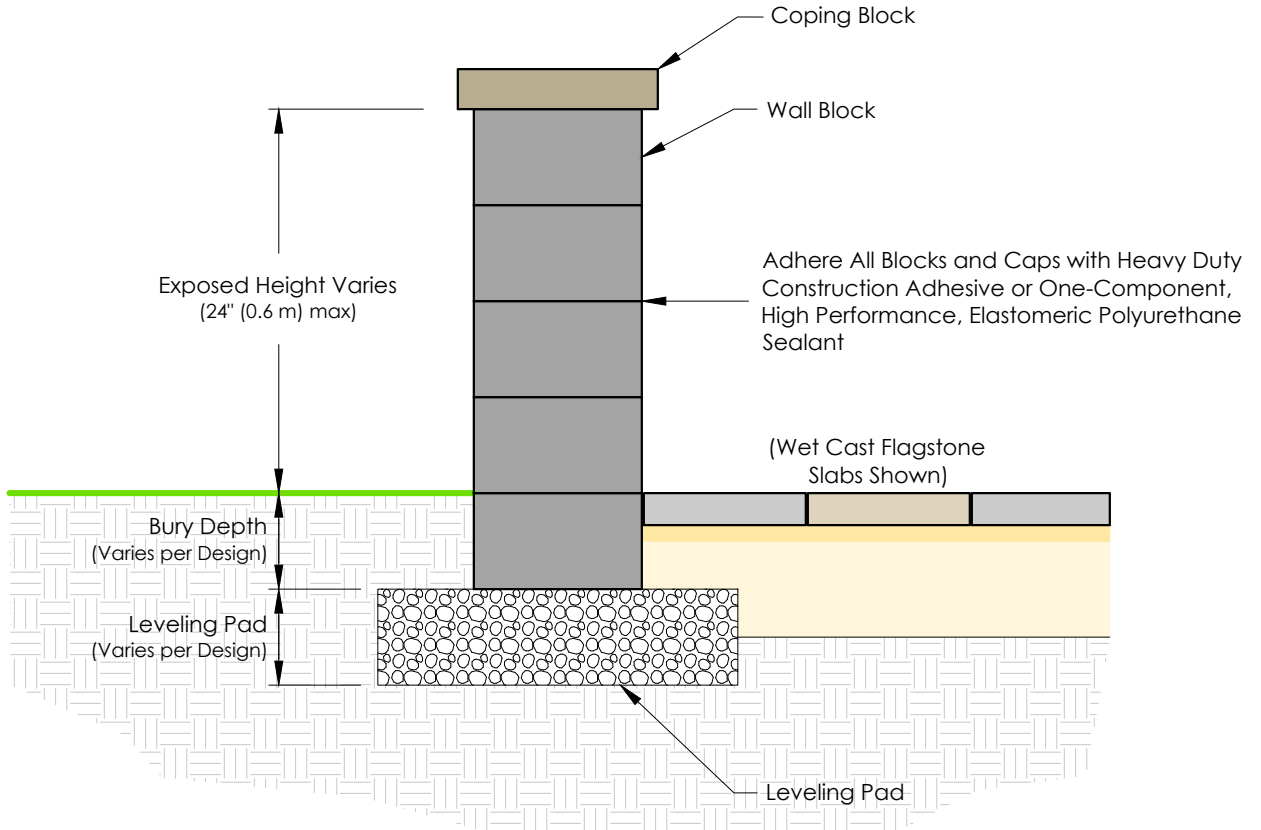 Coping Block
Wall Block
Exposed Height Varies
(24" (0.6 m) max)
Adhere All Blocks and Caps with Heavy Duty
Construction Adhesive or One-Component,
High Performance, Elastomeric Polyurethane
Sealant
(Wet Cast Flagstone
Slabs Shown)
Bury Depth
(Varies per Design)
Leveling Pad
(Varies per Design)
Leveling Pad